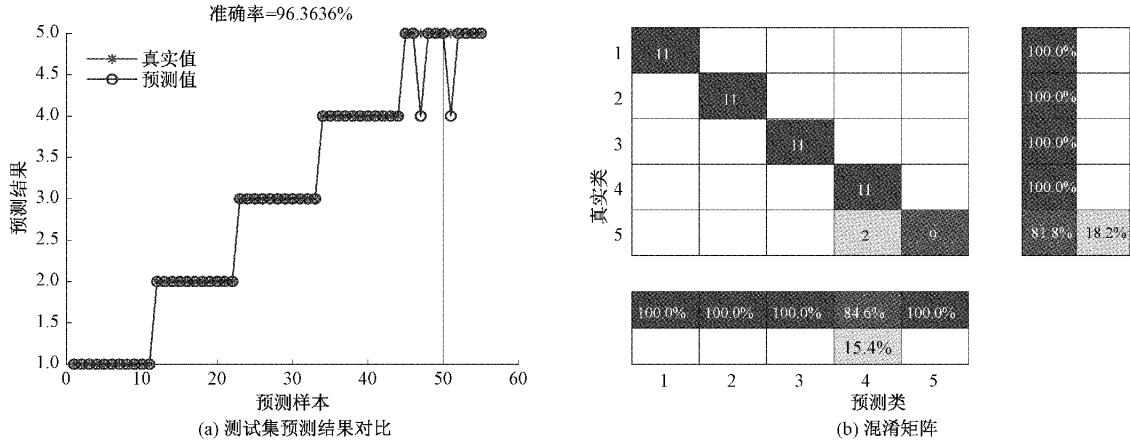 准确率=96.3636%
真实值
预测值
5.0
4.5
4.0
3.5
3.0
2.5
2.0
1.5
1.0
预测结果
0 10 20 30 40 50 60
预测样本
(a) 测试集预测结果对比
真实类
1 11 100.0%
2 11 100.0%
3 11 100.0%
4 11 100.0%
5 2 9 81.8% 18.2%
100.0% 100.0% 100.0% 84.6% 100.0%
15.4%
1 2 3 4 5
预测类
(b) 混淆矩阵